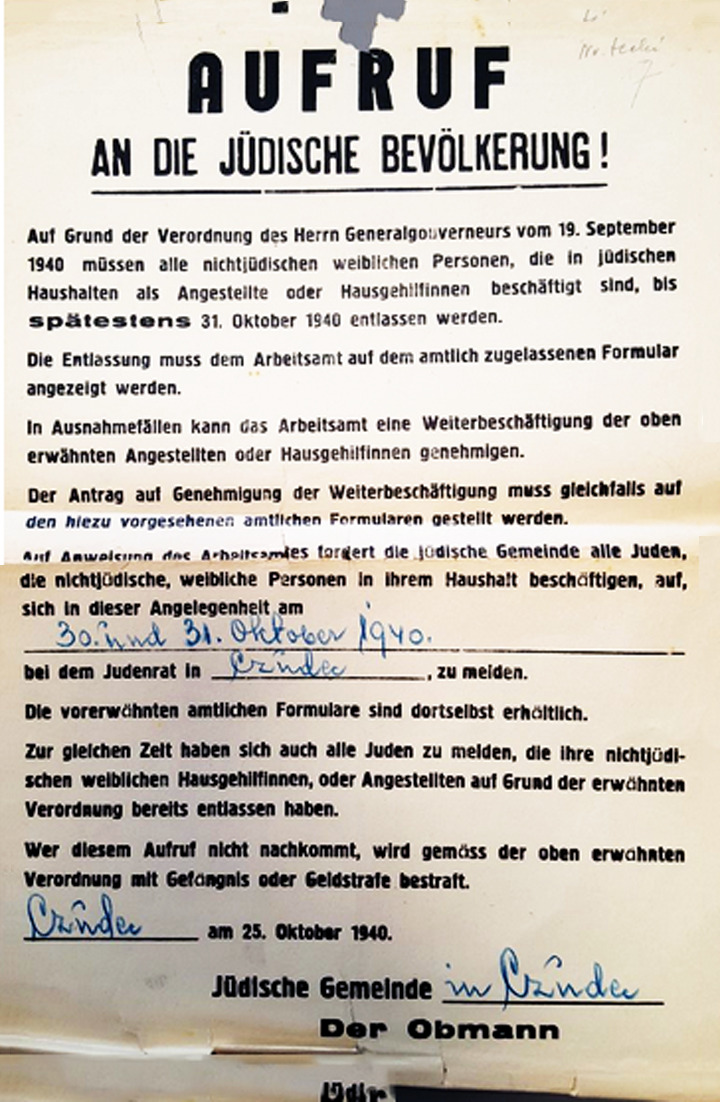 AUFRUF
AN DIE JÜDISCHE BEVÖLKERUNG!
Auf Grund der Verordnung des Herrn Generalgouverneurs vom 19. September
1940 müssen alle nichtjüdischen weiblichen Personen, die in jüdischen
Haushalten als Angestellte oder Hausgehilfinnen beschäftigt sind, bis
spätestens 31. Oktober 1940 entlassen werden.
Die Entlassung muss dem Arbeitsamt auf dem amtlich zugelassenen Formular
angezeigt werden.
In Ausnahmefällen kann das Arbeitsamt eine Weiterbeschäftigung der oben
erwähnten Angestellten oder Hausgehilfinnen genehmigen.
Der Antrag auf Genehmigung der Weiterbeschäftigung muss gleichfalls auf
den hiezu vorgesehenen amtlichen Formularen gestellt werden.
Auf Anweisung des Arbeitsamtes fordert die jüdische Gemeinde alle Juden,
die nichtjüdische, weibliche Personen in ihrem Haushalt beschäftigen, auf,
sich in dieser Angelegenheit am
30. und 31. Oktober 1940.
bei dem Judenrat in , zu melden.
Die vorerwähnten amtlichen Formulare sind dortselbst erhältlich.
Zur gleichen Zeit haben sich auch alle Juden zu melden, die ihre nichtjüdi-
schen weiblichen Hausgehilfinnen, oder Angestellten auf Grund der erwähnten
Verordnung bereits entlassen haben.
Wer diesem Aufruf nicht nachkommt, wird gemäss der oben erwähnten
Verordnung mit Gefängnis oder Geldstrafe bestraft.
am 25. Oktober 1940.
Jüdische Gemeinde in
Der Obmann